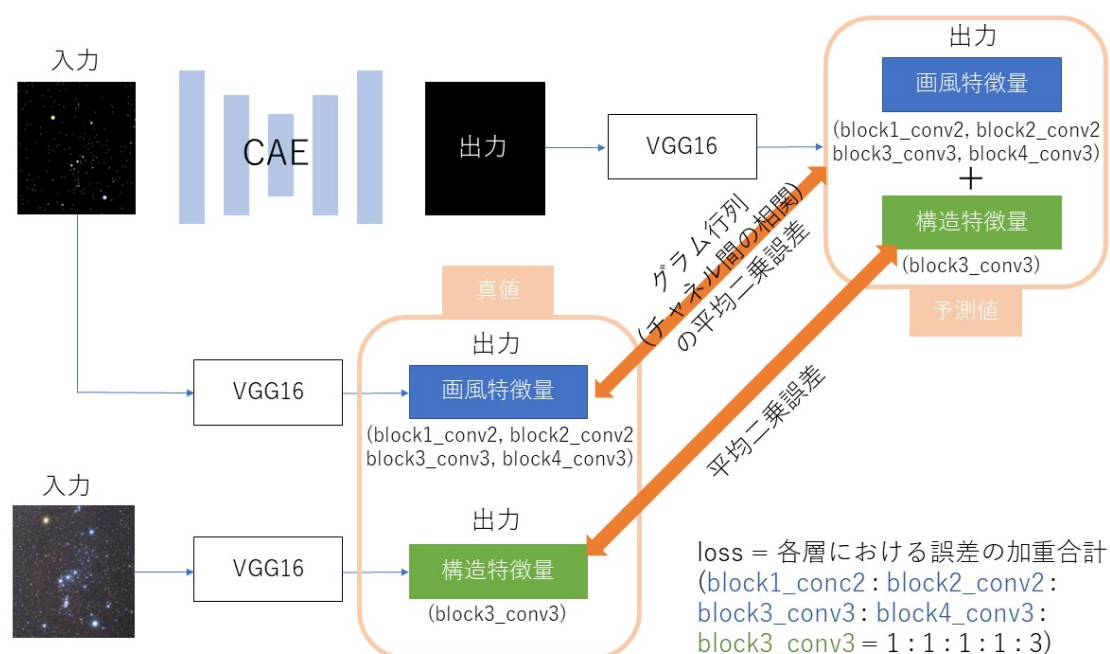 入力
CAE
出力
VGG16
出力
画風特徴量
(block1_conv2, block2_conv2
block3_conv3, block4_conv3)
+
構造特徴量
(block3_conv3)
予測値
グラム行列
(チャネル間の相関)
の平均二乗誤差
平均二乗誤差
真値
VGG16
出力
画風特徴量
(block1_conv2, block2_conv2
block3_conv3, block4_conv3)
入力
VGG16
出力
構造特徴量
(block3_conv3)
loss = 各層における誤差の加重合計
(block1_conc2 : block2_conv2 :
block3_conv3 : block4_conv3 :
block3_conv3 = 1 : 1 : 1 : 1 : 3)